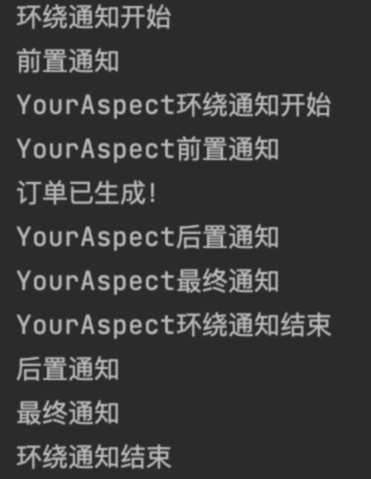 环绕通知开始
前置通知
YourAspect环绕通知开始
YourAspect前置通知
订单已生成!
YourAspect后置通知
YourAspect最终通知
YourAspect环绕通知结束
后置通知
最终通知
环绕通知结束